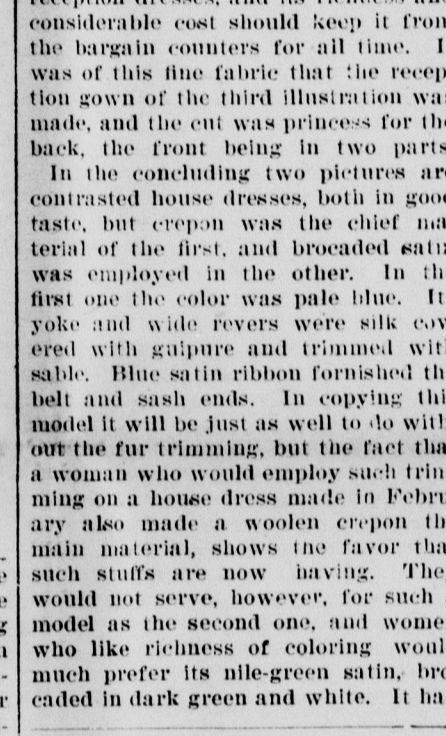 considerable cost should keep it from
the bargain counters for all time. I
was of this fine fabric that the recep
tion gown of the third illustration wa
made, and the cut was princess for th
back, the front being in two parts
In the concluding two pictures ar
contrasted house dresses, both in goo
taste, but crepon was the chief ma
terial of the first, and brocaded sati
was employed in the other. In th
first one the color was pale blue. It
yoke and wide revers were silk cov
ered with guipure and trimmed wit
sable. Blue satin ribbon fornished th
belt and sash ends. In copying thi
model it will be just as well to do with
out the fur trimming, but the fact tha
a woman who would employ such trim
ming on a house dress made in Febru
ary also made a woolen crepon th
main material, shows the favor tha
such stuffs are now having. The
would not serve, however, for such
model as the second one, and wome
who like richness of coloring woul
much prefer its nile-green satin, bro
caded in dark green and white. It ha